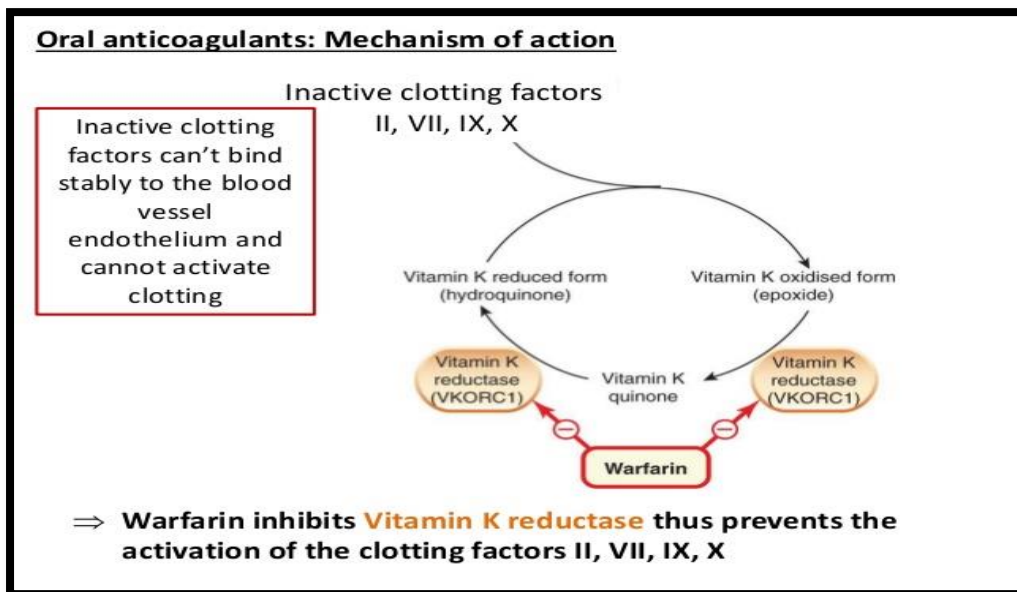 Oral anticoagulants: Mechanism of action
Inactive clotting factors
II, VII, IX, X
Inactive clotting
factors can't bind
stably to the blood
vessel
endothelium and
cannot activate
clotting
Vitamin K reduced form
(hydroquinone)
Vitamin K oxidised form
(epoxide)
Vitamin K
reductase
(VKORC1)
Vitamin K
quinone
Vitamin K
reductase
(VKORC1)
Warfarin
⇒ Warfarin inhibits Vitamin K reductase thus prevents the
activation of the clotting factors II, VII, IX, X